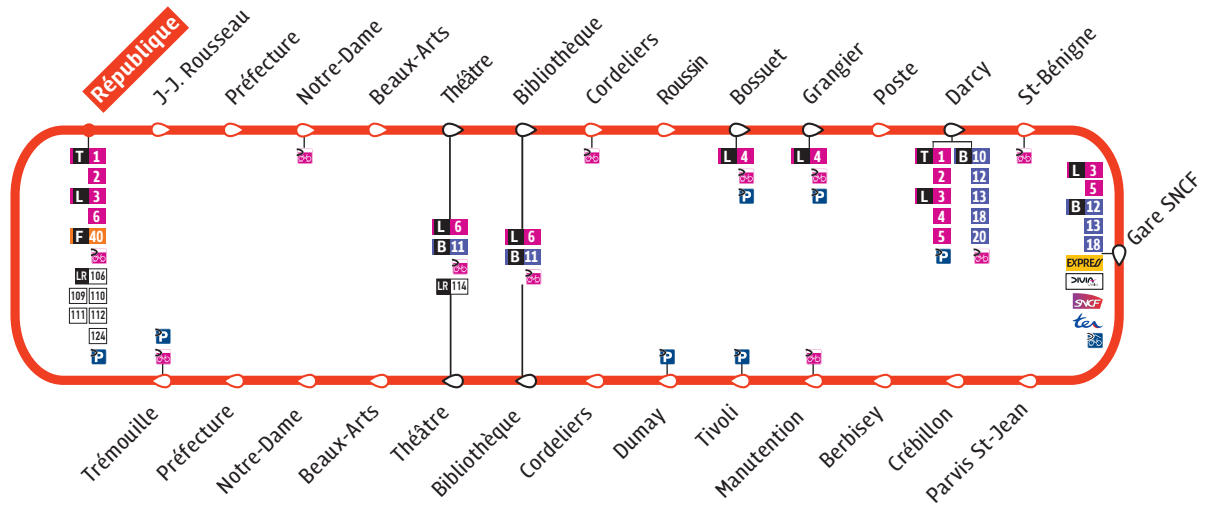 République
J-J. Rousseau
Préfecture
Notre-Dame
Beaux-Arts
Théâtre
Bibliothèque
Cordeliers
Roussin
Bossuet
Grangier
Poste
Darcy
St-Bénigne
T 1
2
L 3
6
F 40
LR 106
109 110
111 112
124
P
P
L 6
B 11
LR 114
L 6
B 11
P
P
L 4
P
L 4
P
T 1 B 10
2 12
L 3 13
4 18
5 20
P
L 3
5
B 12
13
18
EXPRESS
DIVIA
SNCF
ter
Gare SNCF
Trémouille
Préfecture
Notre-Dame
Beaux-Arts
Théâtre
Bibliothèque
Cordeliers
Dumay
Tivoli
Manutention
Berbisey
Crébillon
Parvis St-Jean